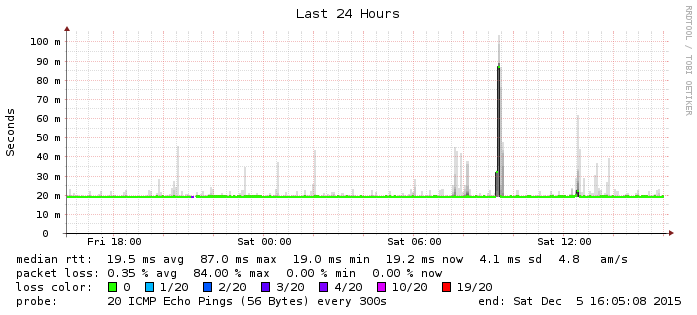 Last 24 Hours
RRDTOOL / TOBI OETIKER
Seconds
100 m
90 m
80 m
70 m
60 m
50 m
40 m
30 m
20 m
10 m
0
Fri 18:00 Sat 00:00 Sat 06:00 Sat 12:00
median rtt: 19.5 ms avg 87.0 ms max 19.0 ms min 19.2 ms now 4.1 ms sd 4.8 am/s
packet loss: 0.35 % avg 84.00 % max 0.00 % min 0.00 % now
loss color: 0 1/20 2/20 3/20 4/20 10/20 19/20
probe: 20 ICMP Echo Pings (56 Bytes) every 300s end: Sat Dec 5 16:05:08 2015